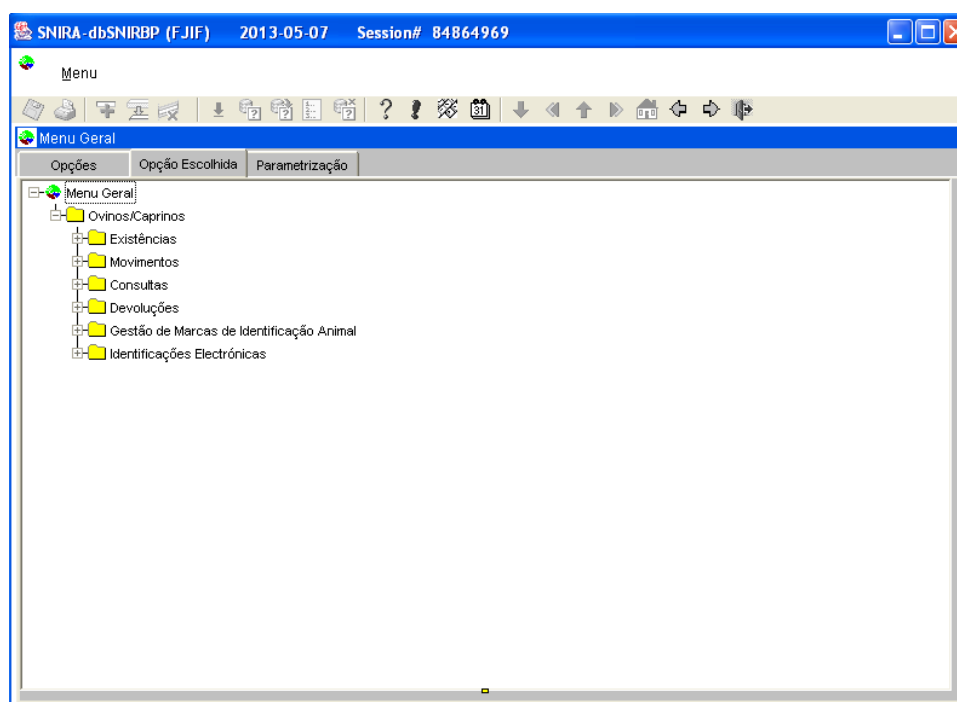 SNIRA-dbSNIRBP (FJIF) 2013-05-07 Session# 84864969
Menu
? ! 31
Menu Geral
Opções Opção Escolhida Parametrização
Menu Geral
Ovinos/Caprinos
Existências
Movimentos
Consultas
Devoluções
Gestão de Marcas de Identificação Animal
Identificações Electrónicas